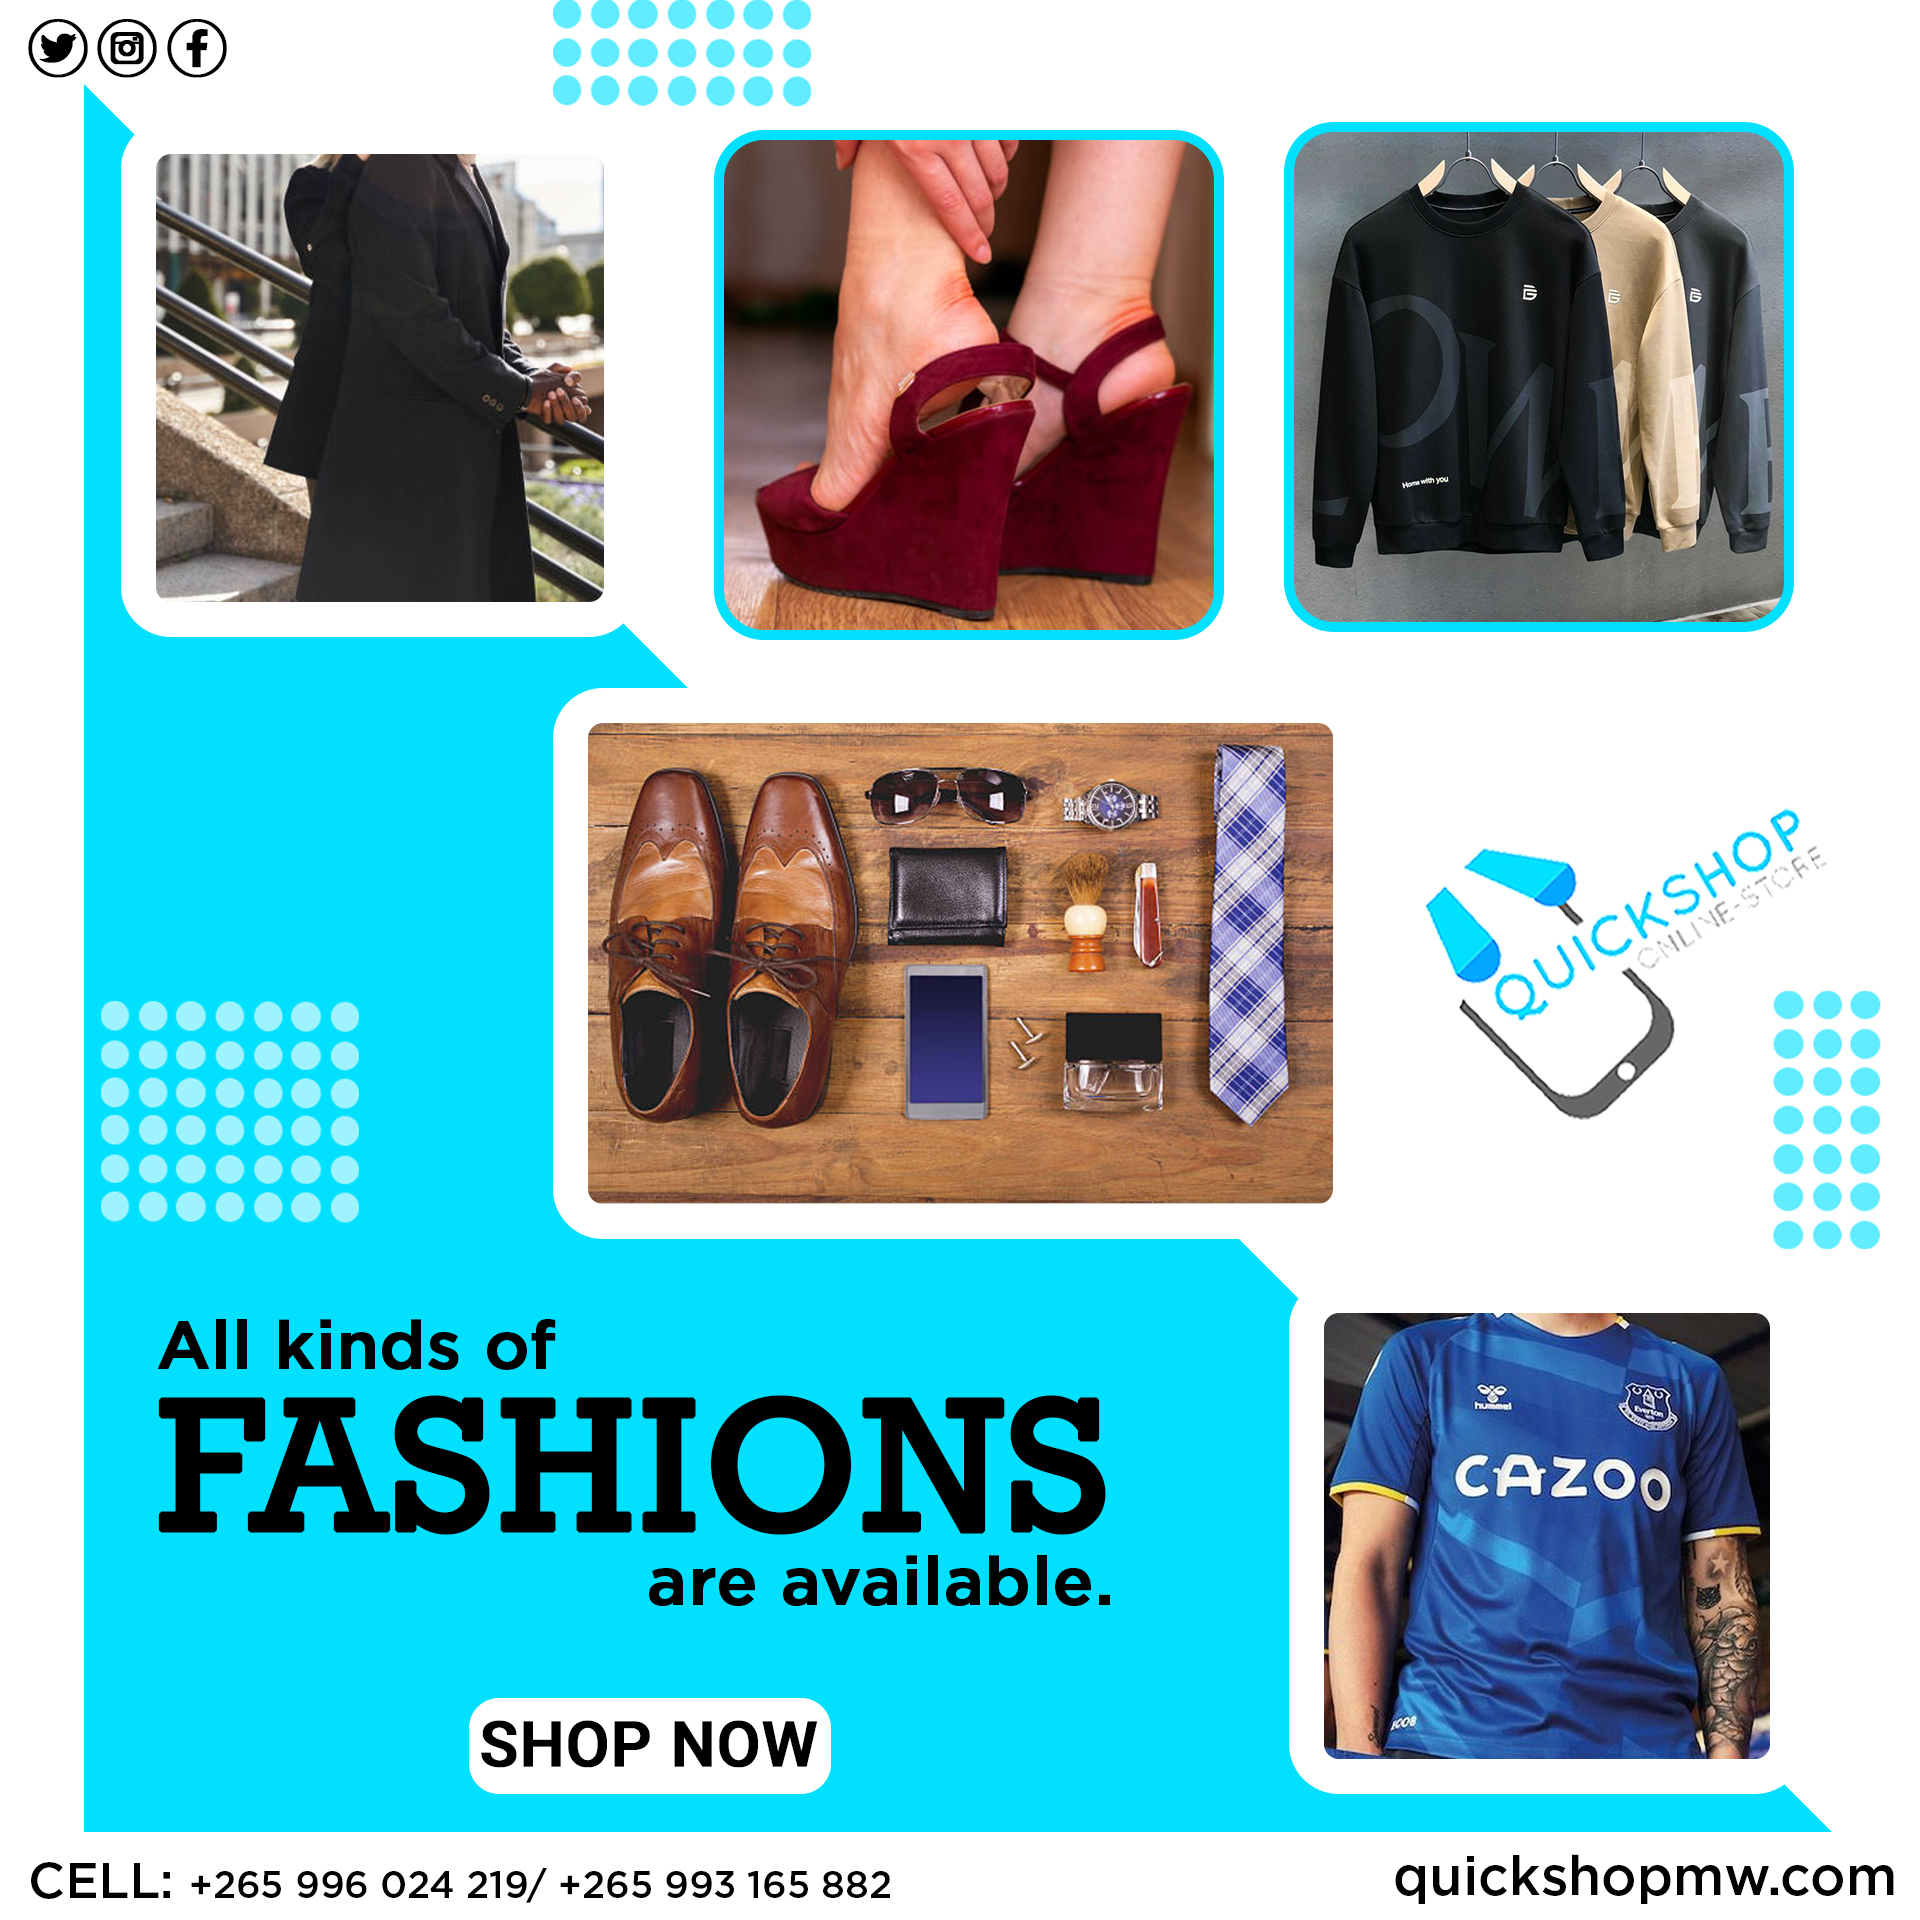 Home with you
QUICKSHOP
ONLINE-STORE
All kinds of
FASHIONS
are available.
SHOP NOW
hummel
Everton
CAZOO
CELL: +265 996 024 219/ +265 993 165 882
quickshopmw.com